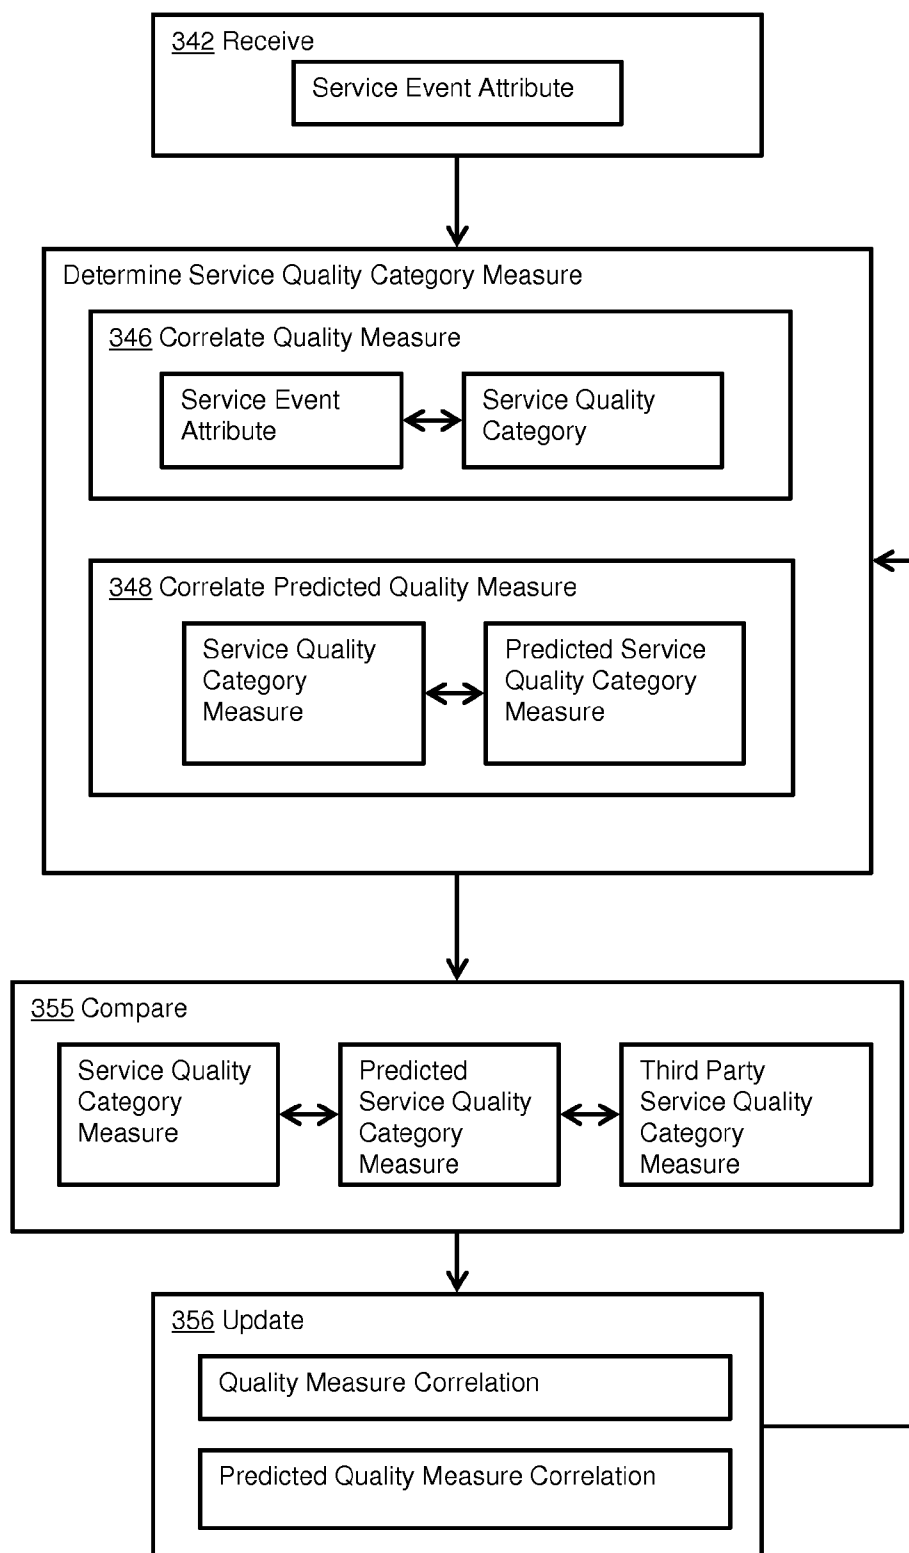 342 Receive
Service Event Attribute
Determine Service Quality Category Measure
346 Correlate Quality Measure
Service Event
Attribute
Service Quality
Category
348 Correlate Predicted Quality Measure
Service Quality
Category
Measure
Predicted Service
Quality Category
Measure
355 Compare
Service Quality
Category
Measure
Predicted
Service Quality
Category
Measure
Third Party
Service Quality
Category
Measure
356 Update
Quality Measure Correlation
Predicted Quality Measure Correlation